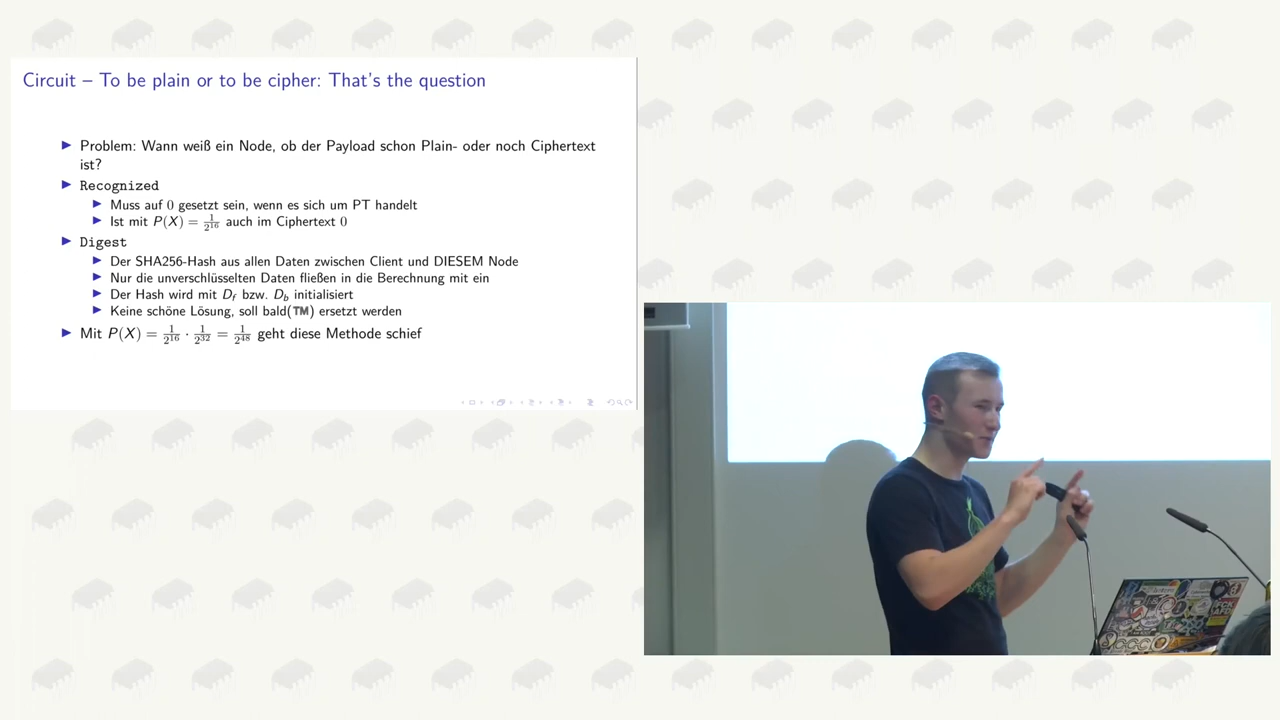 Circuit – To be plain or to be cipher: That's the question
Problem: Wann weiß ein Node, ob der Payload schon Plain- oder noch Ciphertext
ist?
Recognized
Muss auf 0 gesetzt sein, wenn es sich um PT handelt
Ist mit P(X) = 1/2^16 auch im Ciphertext 0
Digest
Der SHA256-Hash aus allen Daten zwischen Client und DIESEM Node
Nur die unverschlüsselten Daten fließen in die Berechnung mit ein
Der Hash wird mit D_f bzw. D_b initialisiert
Keine schöne Lösung, soll bald(TM) ersetzt werden
Mit P(X) = 1/2^16 · 1/2^32 = 1/2^48 geht diese Methode schief